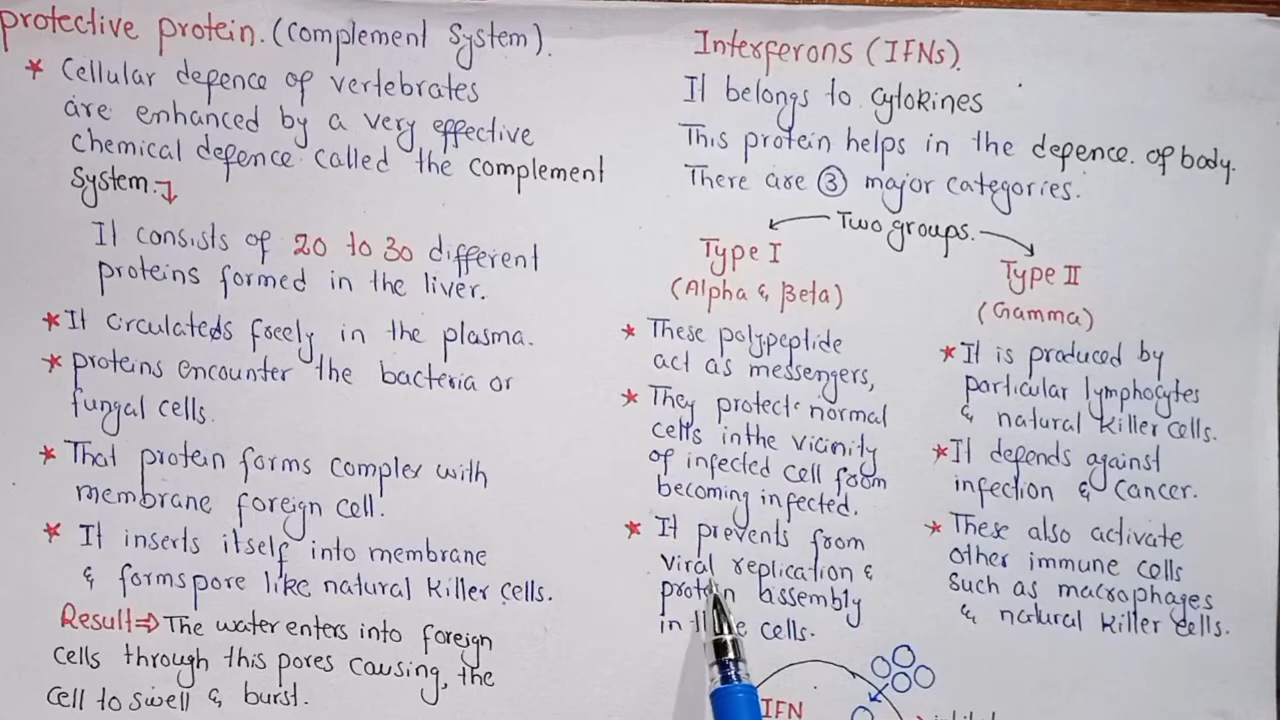 protective protein. (Complement System).
* Cellular depence of vertebrates
are enhanced by a very effective
chemical depence called the complement
System.
It consists of 20 to 30 different
proteins formed in the liver.
* It circulateds freely in the plasma.
* proteins encounter the bacteria or
fungal cells.
* That protein forms complex with
membrane foreign cell.
* It inserts itself into membrane
& forms pore like natural killer cells.
Result⇒ The water enters into foreign
cells through this pores causing, the
cell to swell & burst.
Interferons (IFNs).
It belongs to cytokines
This protein helps in the depence. of body.
There are ③ major categories.
Two groups.
Type I
(Alpha & Beta)
* These polypeptide
act as messengers,
* They protect normal
cells in the vicinity
of infected cell from
becoming infected.
* It prevents from
viral replication &
protein assembly
in cells.
Type II
(Gamma)
* It is produced by
particular lymphocytes
& natural killer cells.
* It depends against
infection & cancer.
* These also activate
other immune cells
such as macrophages
& natural killer cells.
IFN